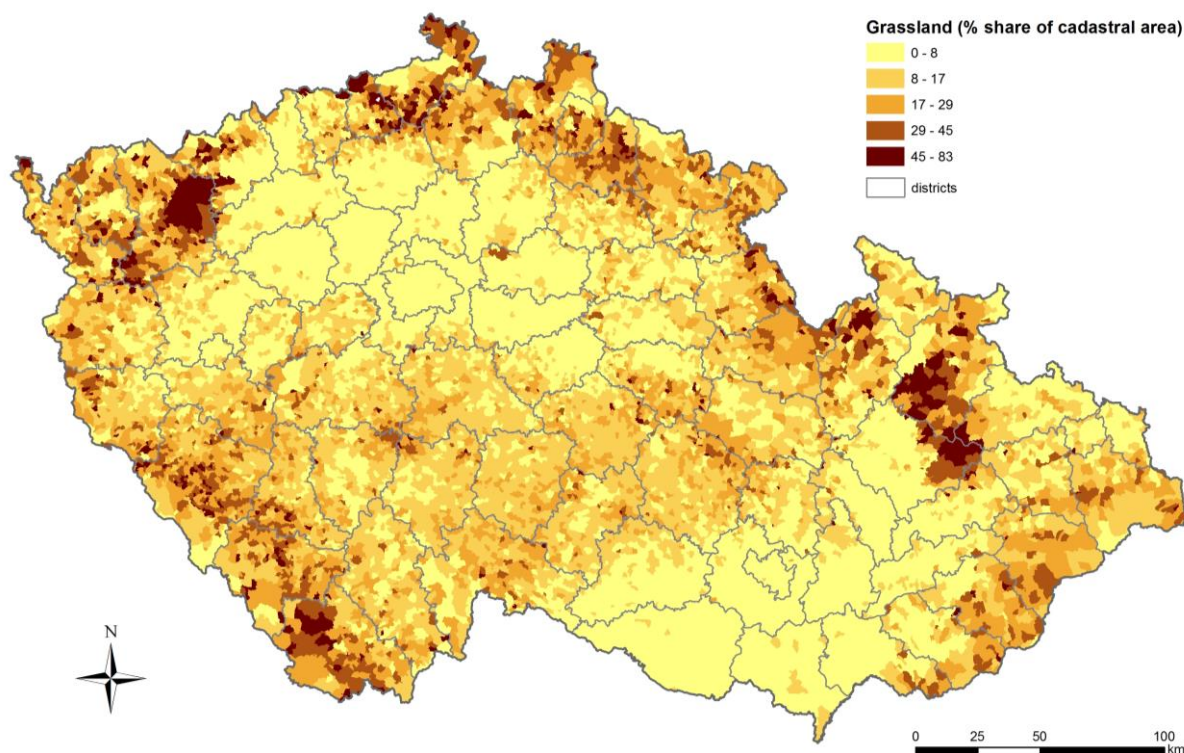 Grassland (% share of cadastral area)
0 - 8
8 - 17
17 - 29
29 - 45
45 - 83
districts
N
0 25 50 100
km